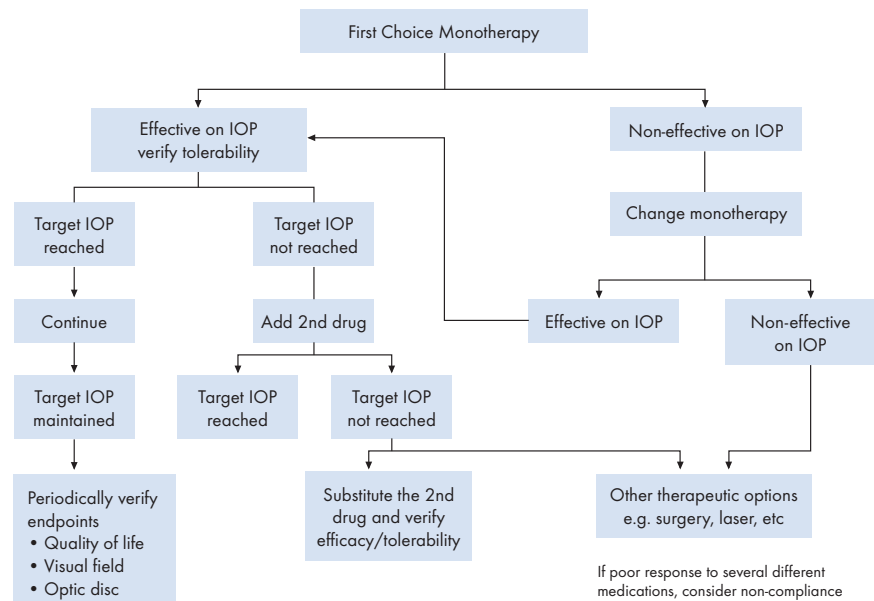 First Choice Monotherapy
Effective on IOP
verify tolerability
Non-effective on IOP
Target IOP
reached
Target IOP
not reached
Change monotherapy
Continue
Add 2nd drug
Effective on IOP
Non-effective
on IOP
Target IOP
maintained
Target IOP
reached
Target IOP
not reached
Periodically verify
endpoints
• Quality of life
• Visual field
• Optic disc
Substitute the 2nd
drug and verify
efficacy/tolerability
Other therapeutic options
e.g. surgery, laser, etc
If poor response to several different
medications, consider non-compliance